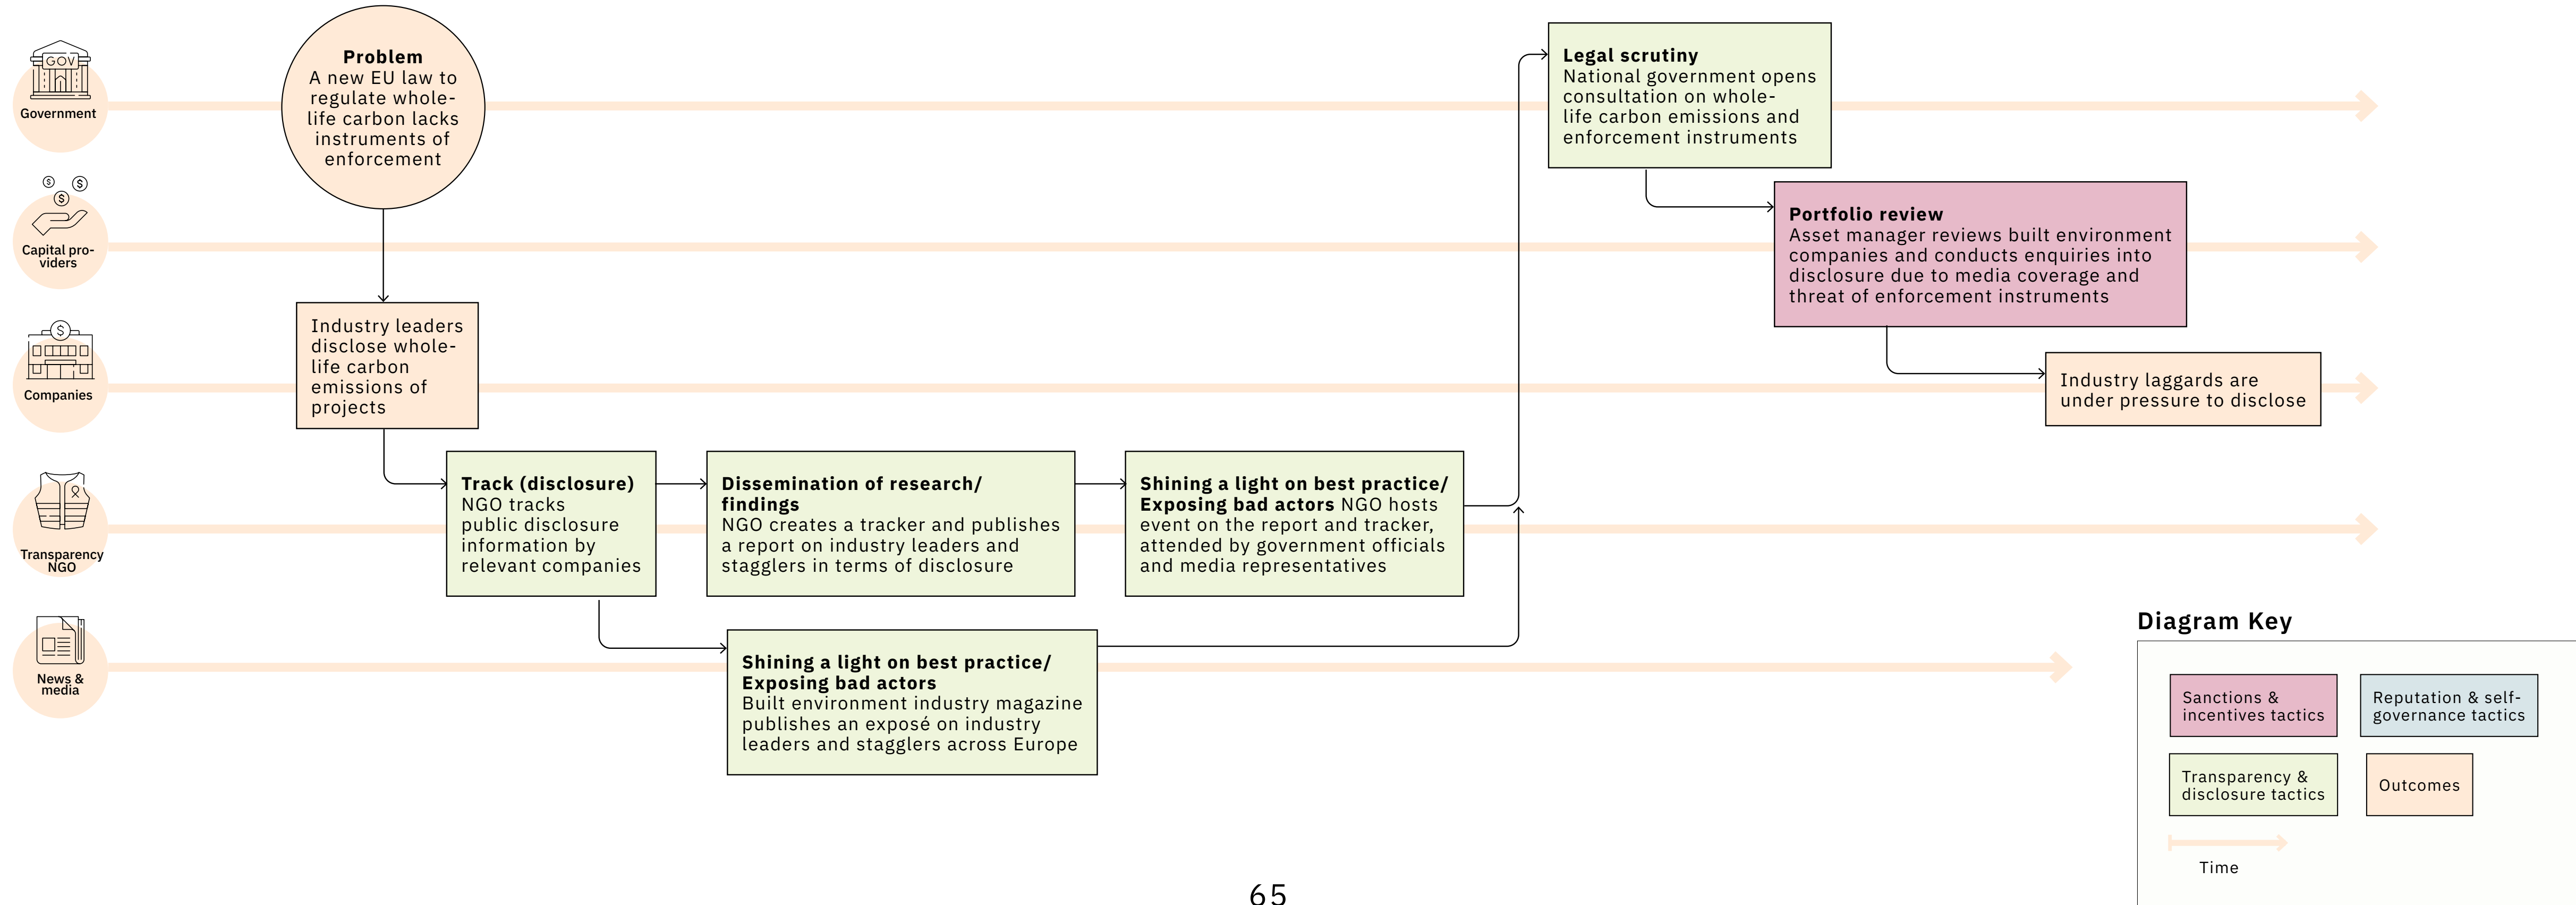 GOV
Government
Problem
A new EU law to
regulate whole-
life carbon lacks
instruments of
enforcement
Legal scrutiny
National government opens
consultation on whole-
life carbon emissions and
enforcement instruments
$ $
$
Capital pro-
viders
Portfolio review
Asset manager reviews built environment
companies and conducts enquiries into
disclosure due to media coverage and
threat of enforcement instruments
$
Companies
Industry leaders
disclose whole-
life carbon
emissions of
projects
Industry laggards are
under pressure to disclose
Transparency
NGO
Track (disclosure)
NGO tracks
public disclosure
information by
relevant companies
Dissemination of research/
findings
NGO creates a tracker and publishes
a report on industry leaders and
stagglers in terms of disclosure
Shining a light on best practice/
Exposing bad actors NGO hosts
event on the report and tracker,
attended by government officials
and media representatives
News &
media
Shining a light on best practice/
Exposing bad actors
Built environment industry magazine
publishes an exposé on industry
leaders and stagglers across Europe
Diagram Key
Sanctions &
incentives tactics
Reputation & self-
governance tactics
Transparency &
disclosure tactics
Outcomes
Time
65